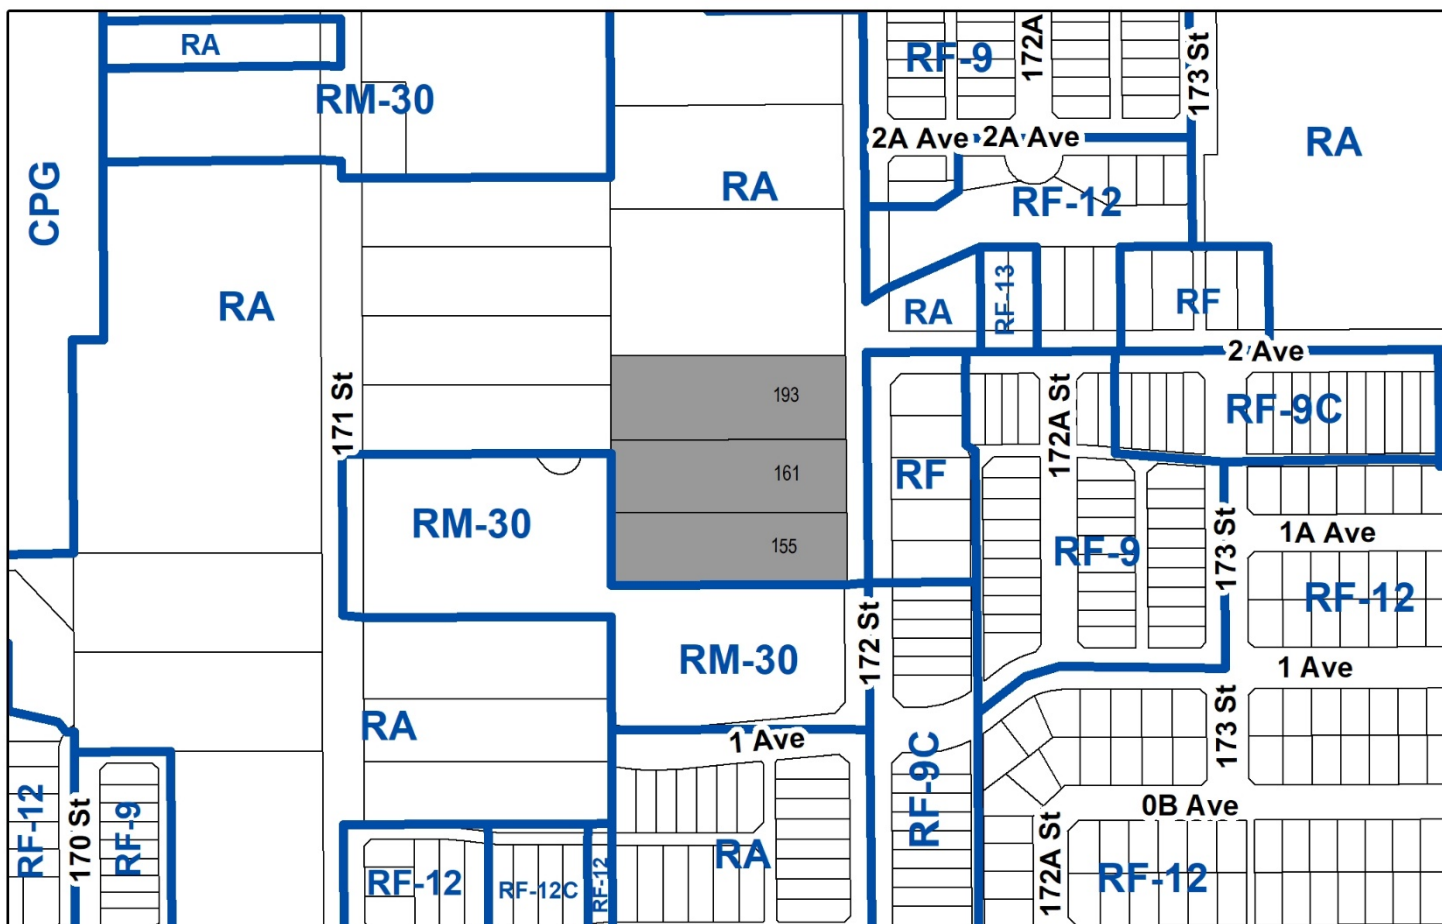 RA
RM-30
CPG
RA
RA
RF-9
172A
173 St
2A Ave
2A Ave
RA
RF-12
RA
RF-13
RF
2 Ave
171 St
193
161
155
RM-30
RM-30
RF
172A St
RF-9C
RF-9
173 St
1A Ave
RF-12
172 St
1 Ave
RA
1 Ave
173 St
RF-9C
0B Ave
RF-12
170 St
RF-9
RF-12
RF-12C
RF-12
RA
172A St
RF-12